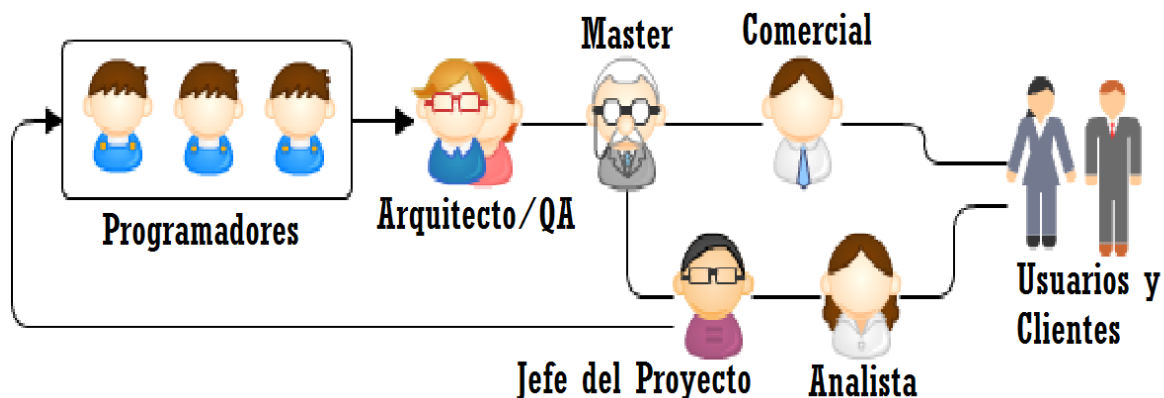 Master
Comercial
Programadores
Arquitecto/QA
Jefe del Proyecto
Analista
Usuarios y
Clientes